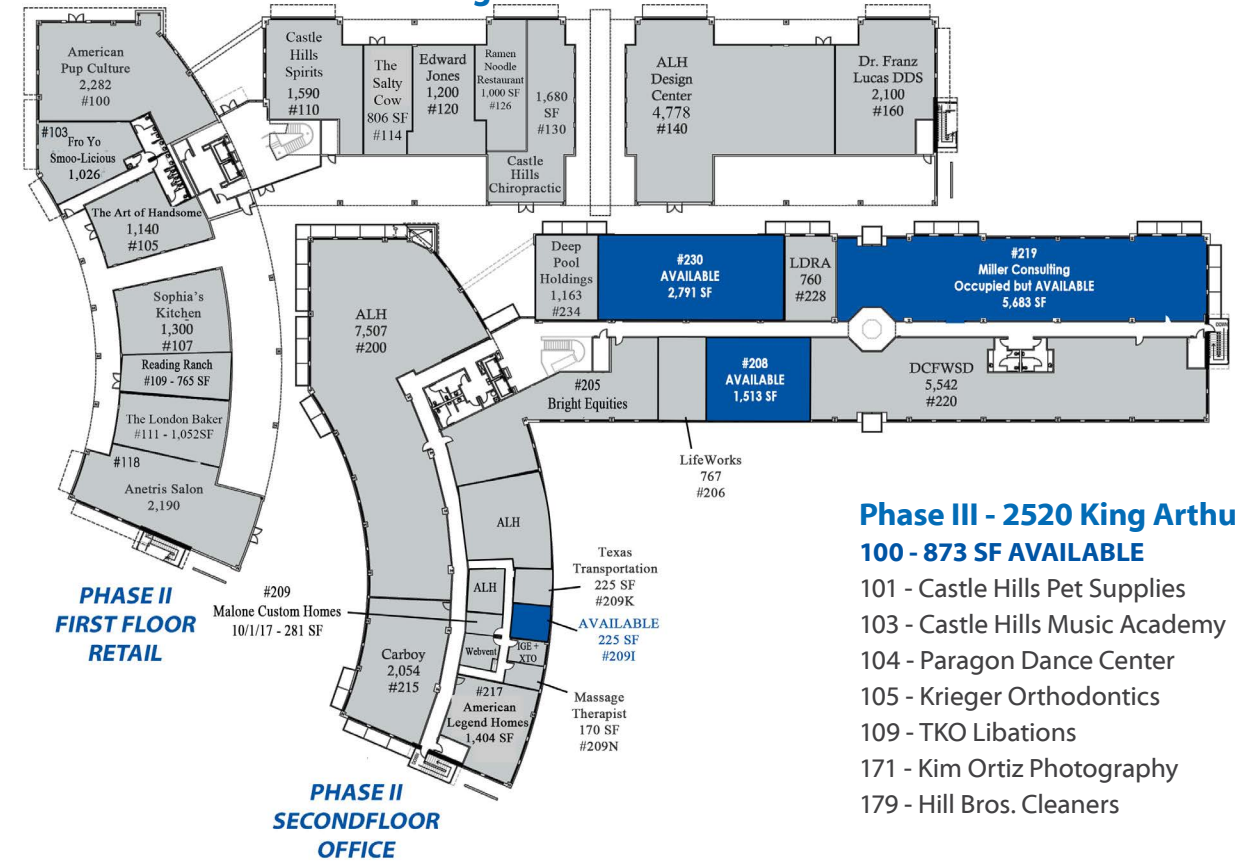 American
Pup Culture
2,282
#100
Castle
Hills
Spirits
1,590
#110
The
Salty
Cow
806 SF
#114
Edward
Jones
1,200
#120
Ramen
Noodle
Restaurant
1,000 SF
#126
1,680
SF
#130
Castle
Hills
Chiropractic
ALH
Design
Center
4,778
#140
Dr. Franz
Lucas DDS
2,100
#160
#103
Fro Yo
Smoo-Licious
1,026
The Art of Handsome
1,140
#105
Sophia's
Kitchen
1,300
#107
Reading Ranch
#109 - 765 SF
The London Baker
#111 - 1,052SF
#118
Anetris Salon
2,190
PHASE II
FIRST FLOOR
RETAIL
ALH
7,507
#200
Deep
Pool
Holdings
1,163
#234
#230
AVAILABLE
2,791 SF
LDRA
760
#228
#219
Miller Consulting
Occupied but AVAILABLE
5,683 SF
DOWN
#205
Bright Equities
#208
AVAILABLE
1,513 SF
DCFWSD
5,542
#220
LifeWorks
767
#206
ALH
ALH
Texas
Transportation
225 SF
#209K
#209
Malone Custom Homes
10/1/17 - 281 SF
AVAILABLE
225 SF
#209I
Webvent
IGE +
XTO
Carboy
2,054
#215
#217
American
Legend Homes
1,404 SF
Massage
Therapist
170 SF
#209N
PHASE II
SECONDFLOOR
OFFICE
Phase III - 2520 King Arthu
100 - 873 SF AVAILABLE
101 - Castle Hills Pet Supplies
103 - Castle Hills Music Academy
104 - Paragon Dance Center
105 - Krieger Orthodontics
109 - TKO Libations
171 - Kim Ortiz Photography
179 - Hill Bros. Cleaners